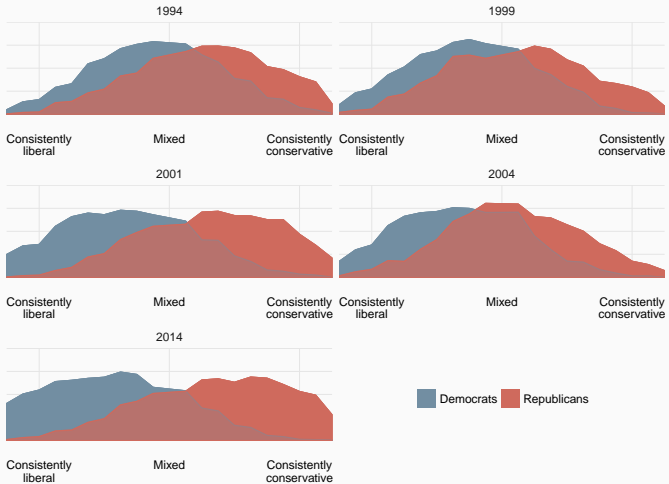 1994
1999
Consistently
liberal
Mixed
Consistently
conservative
Consistently
liberal
Mixed
Consistently
conservative
2001
2004
Consistently
liberal
Mixed
Consistently
conservative
Consistently
liberal
Mixed
Consistently
conservative
2014
Democrats
Republicans
Consistently
liberal
Mixed
Consistently
conservative